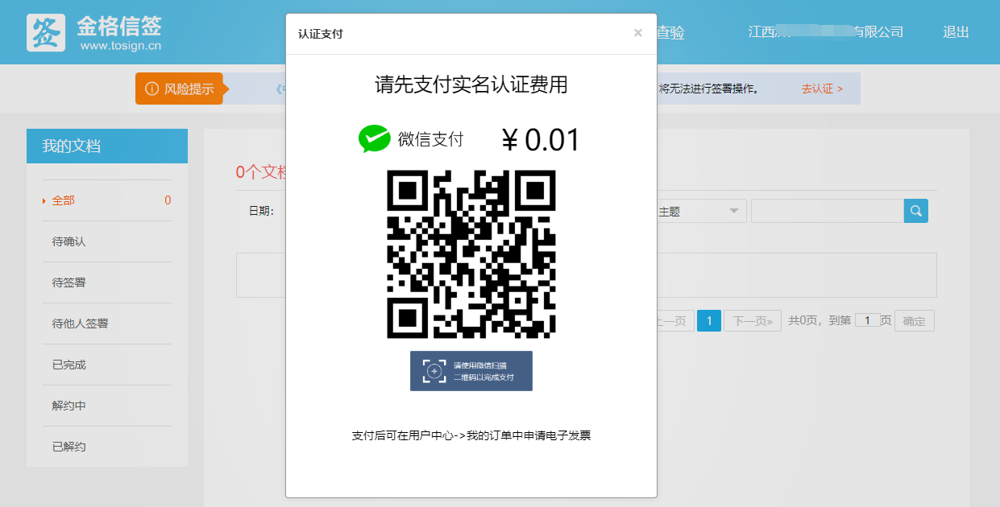 金格信签
www.tosign.cn
查验
江西
有限公司
退出
认证支付
×
风险提示
将无法进行签署操作。
去认证 >
请先支付实名认证费用
微信支付
¥ 0.01
我的文档
全部
0
待确认
待签署
待他人签署
已完成
解约中
已解约
0个文档
日期:
主题
上一页
1
下一页»
共0页，到第
1
页
确定
请使用微信扫描
二维码以完成支付
支付后可在用户中心->我的订单中申请电子发票